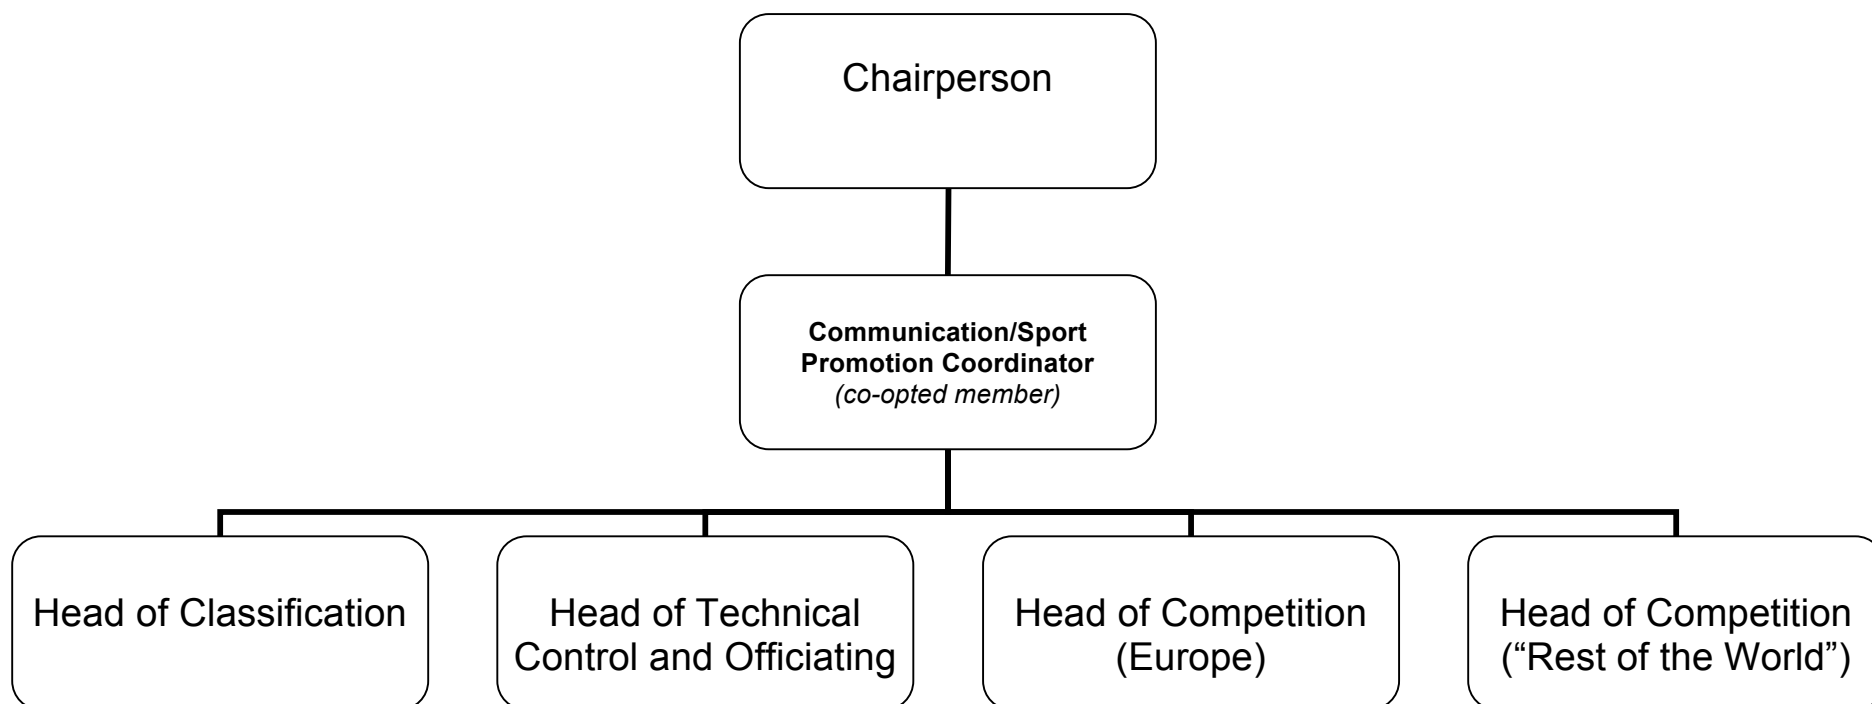 Chairperson
Communication/Sport
Promotion Coordinator
(co-opted member)
Head of Classification
Head of Technical
Control and Officiating
Head of Competition
(Europe)
Head of Competition
(“Rest of the World”)